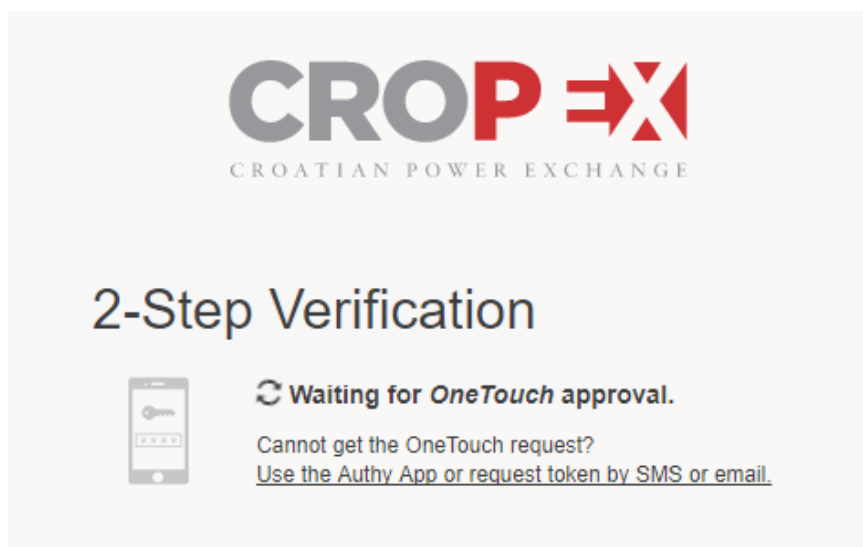 CROPEX
CROATIAN POWER EXCHANGE
2-Step Verification
Waiting for OneTouch approval.
Cannot get the OneTouch request?
Use the Authy App or request token by SMS or email.